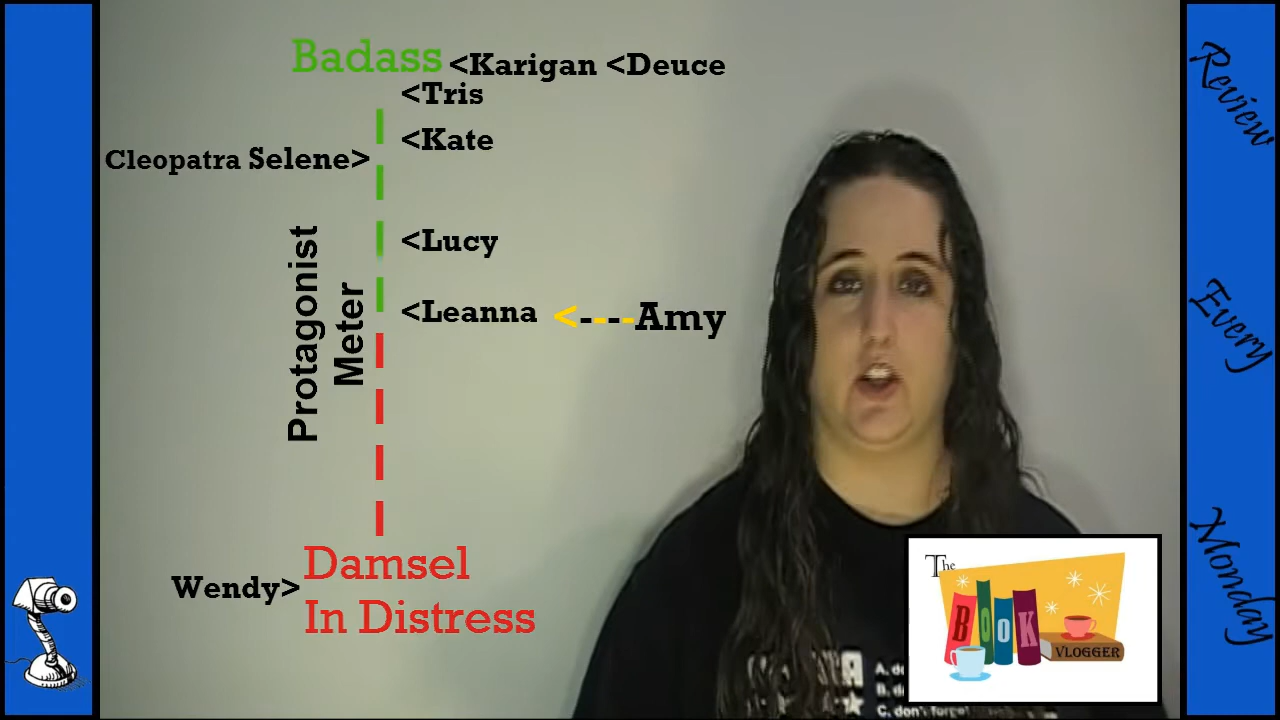 Badass <Karigan <Deuce
<Tris
<Kate
Cleopatra Selene>
<Lucy
Protagonist
Meter
<Leanna <----Amy
Wendy> Damsel
In Distress
Review
Every
Monday
The
BOOK
VLOGGER
A. do
B. d
C. don't forget